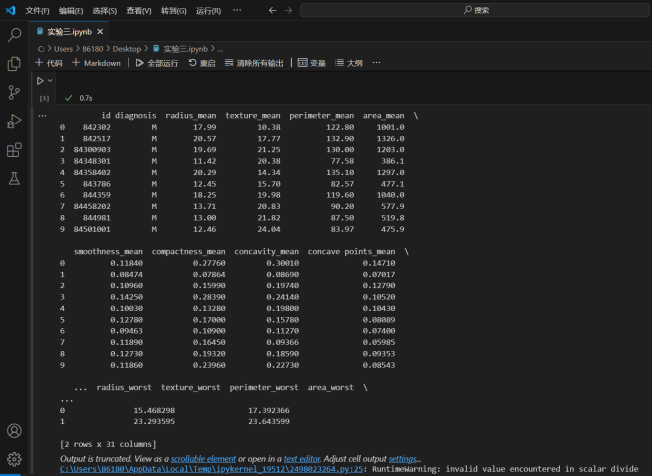 文件(F) 编辑(E) 选择(S) 查看(V) 转到(G) 运行(R) ··· ← → 搜索
实验三.ipynb ×
C: > Users > 86180 > Desktop > 实验三.ipynb > ...
+ 代码 + Markdown 全部运行 重启 清除所有输出 变量 大纲 ···
[1] ✓ 0.7s
··· id diagnosis radius_mean texture_mean perimeter_mean area_mean \
0 842302 M 17.99 10.38 122.80 1001.0
1 842517 M 20.57 17.77 132.90 1326.0
2 84300903 M 19.69 21.25 130.00 1203.0
3 84348301 M 11.42 20.38 77.58 386.1
4 84358402 M 20.29 14.34 135.10 1297.0
5 843786 M 12.45 15.70 82.57 477.1
6 844359 M 18.25 19.98 119.60 1040.0
7 84458202 M 13.71 20.83 90.20 577.9
8 844981 M 13.00 21.82 87.50 519.8
9 84501001 M 12.46 24.04 83.97 475.9
smoothness_mean compactness_mean concavity_mean concave points_mean \
0 0.11840 0.27760 0.30010 0.14710
1 0.08474 0.07864 0.08690 0.07017
2 0.10960 0.15990 0.19740 0.12790
3 0.14250 0.28390 0.24140 0.10520
4 0.10030 0.13280 0.19800 0.10430
5 0.12780 0.17000 0.15780 0.08089
6 0.09463 0.10900 0.11270 0.07400
7 0.11890 0.16450 0.09366 0.05985
8 0.12730 0.19320 0.18590 0.09353
9 0.11860 0.23960 0.22730 0.08543
... radius_worst texture_worst perimeter_worst area_worst \
...
0 15.468298 17.392366
1 23.293595 23.643599
[2 rows x 31 columns]
Output is truncated. View as a scrollable element or open in a text editor. Adjust cell output settings...
C:\Users\86180\AppData\Local\Temp\ipykernel_19512\2498023264.py:25: RuntimeWarning: invalid value encountered in scalar divide